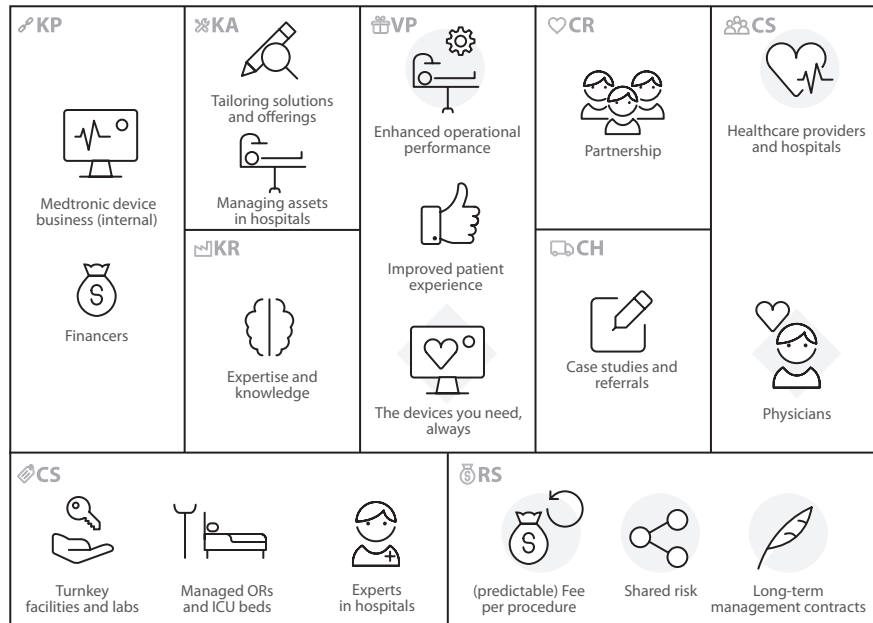 KP
Medtronic device
business (internal)
Financers
KA
Tailoring solutions
and offerings
Managing assets
in hospitals
KR
Expertise and
knowledge
VP
Enhanced operational
performance
Improved patient
experience
The devices you need,
always
CR
Partnership
CH
Case studies and
referrals
CS
Healthcare providers
and hospitals
Physicians
CS
Turnkey
facilities and labs
Managed ORs
and ICU beds
Experts
in hospitals
RS
(predictable) Fee
per procedure
Shared risk
Long-term
management contracts